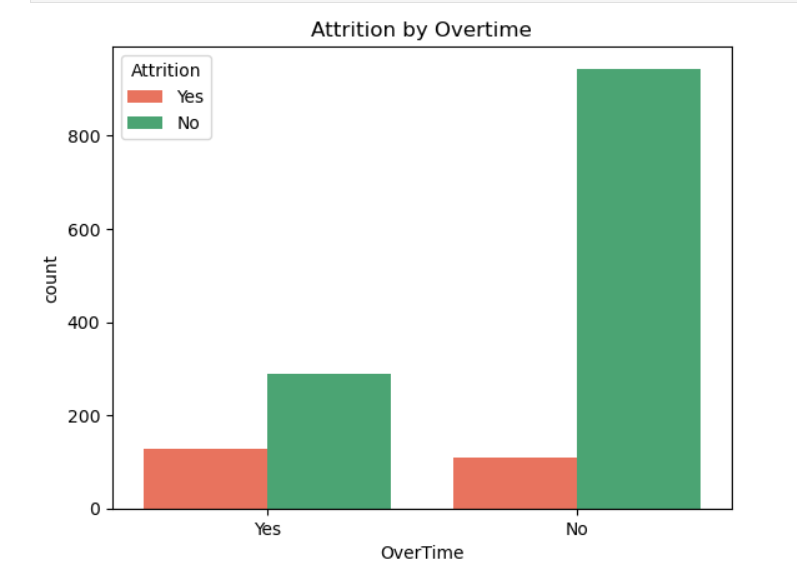 Attrition by Overtime
Attrition
Yes
No
800
600
400
200
0
count
Yes No
OverTime